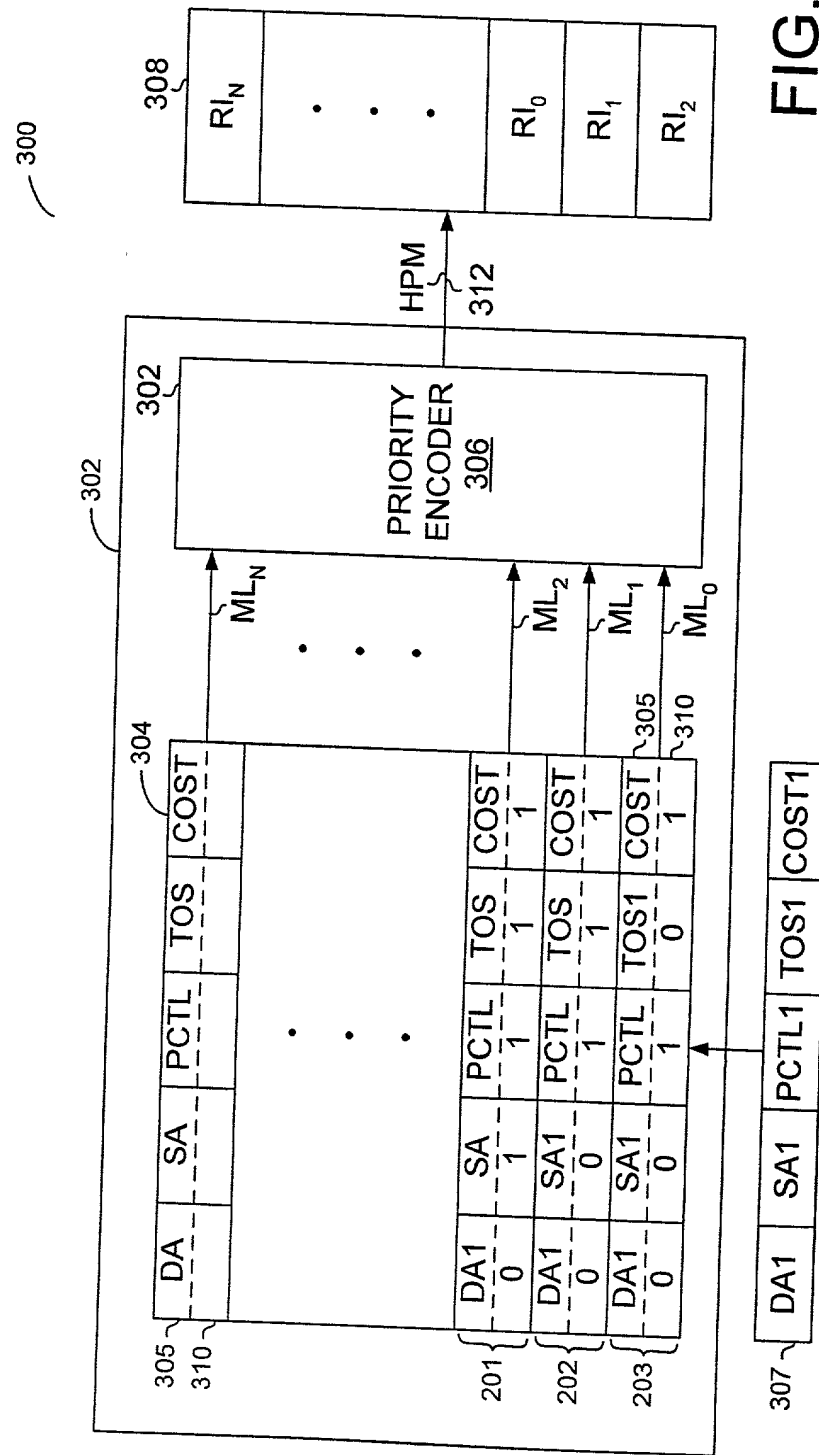 300
302
304
305 DA SA PCTL TOS COST
310
ML_N
302
PRIORITY
ENCODER
306
HPM
312
308
RI_N
RI_0
RI_1
RI_2
201 DA1 SA PCTL TOS COST
0 1 1 1 1
ML_2
202 DA1 SA1 PCTL TOS COST
0 0 1 1 1
ML_1
203 DA1 SA1 PCTL TOS1 COST 305
0 0 1 0 1 310
ML_0
307 DA1 SA1 PCTL1 TOS1 COST1
FIG.